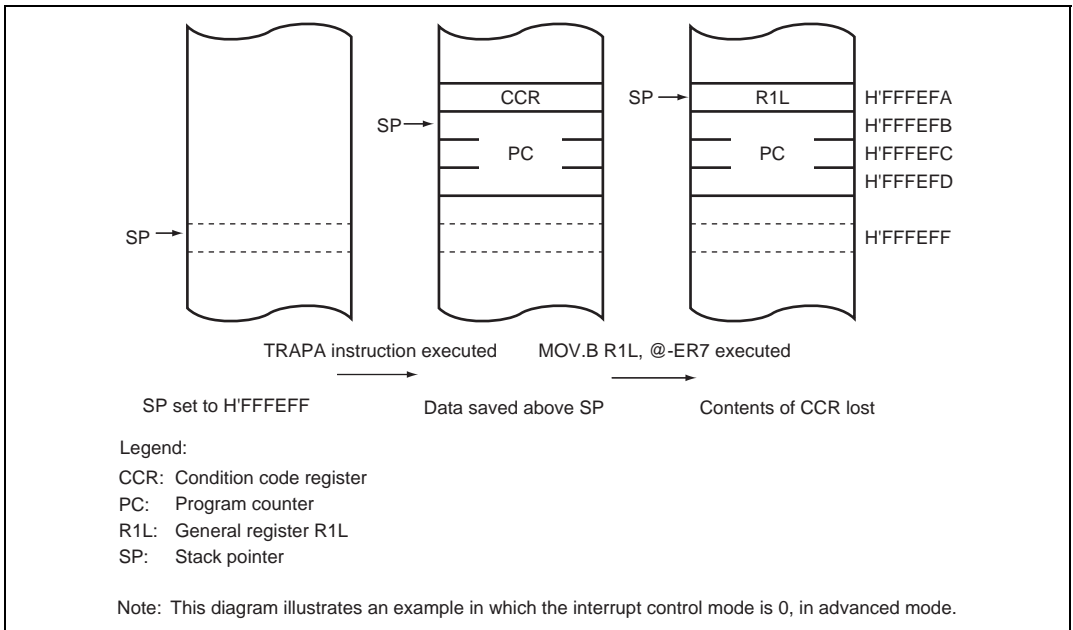 CCR
SP
R1L
H'FFFEFA
SP
H'FFFEFB
PC
PC
H'FFFEFC
H'FFFEFD
SP
H'FFFEFF
TRAPA instruction executed
MOV.B R1L, @-ER7 executed
SP set to H'FFFEFF
Data saved above SP
Contents of CCR lost
Legend:
CCR: Condition code register
PC: Program counter
R1L: General register R1L
SP: Stack pointer
Note: This diagram illustrates an example in which the interrupt control mode is 0, in advanced mode.